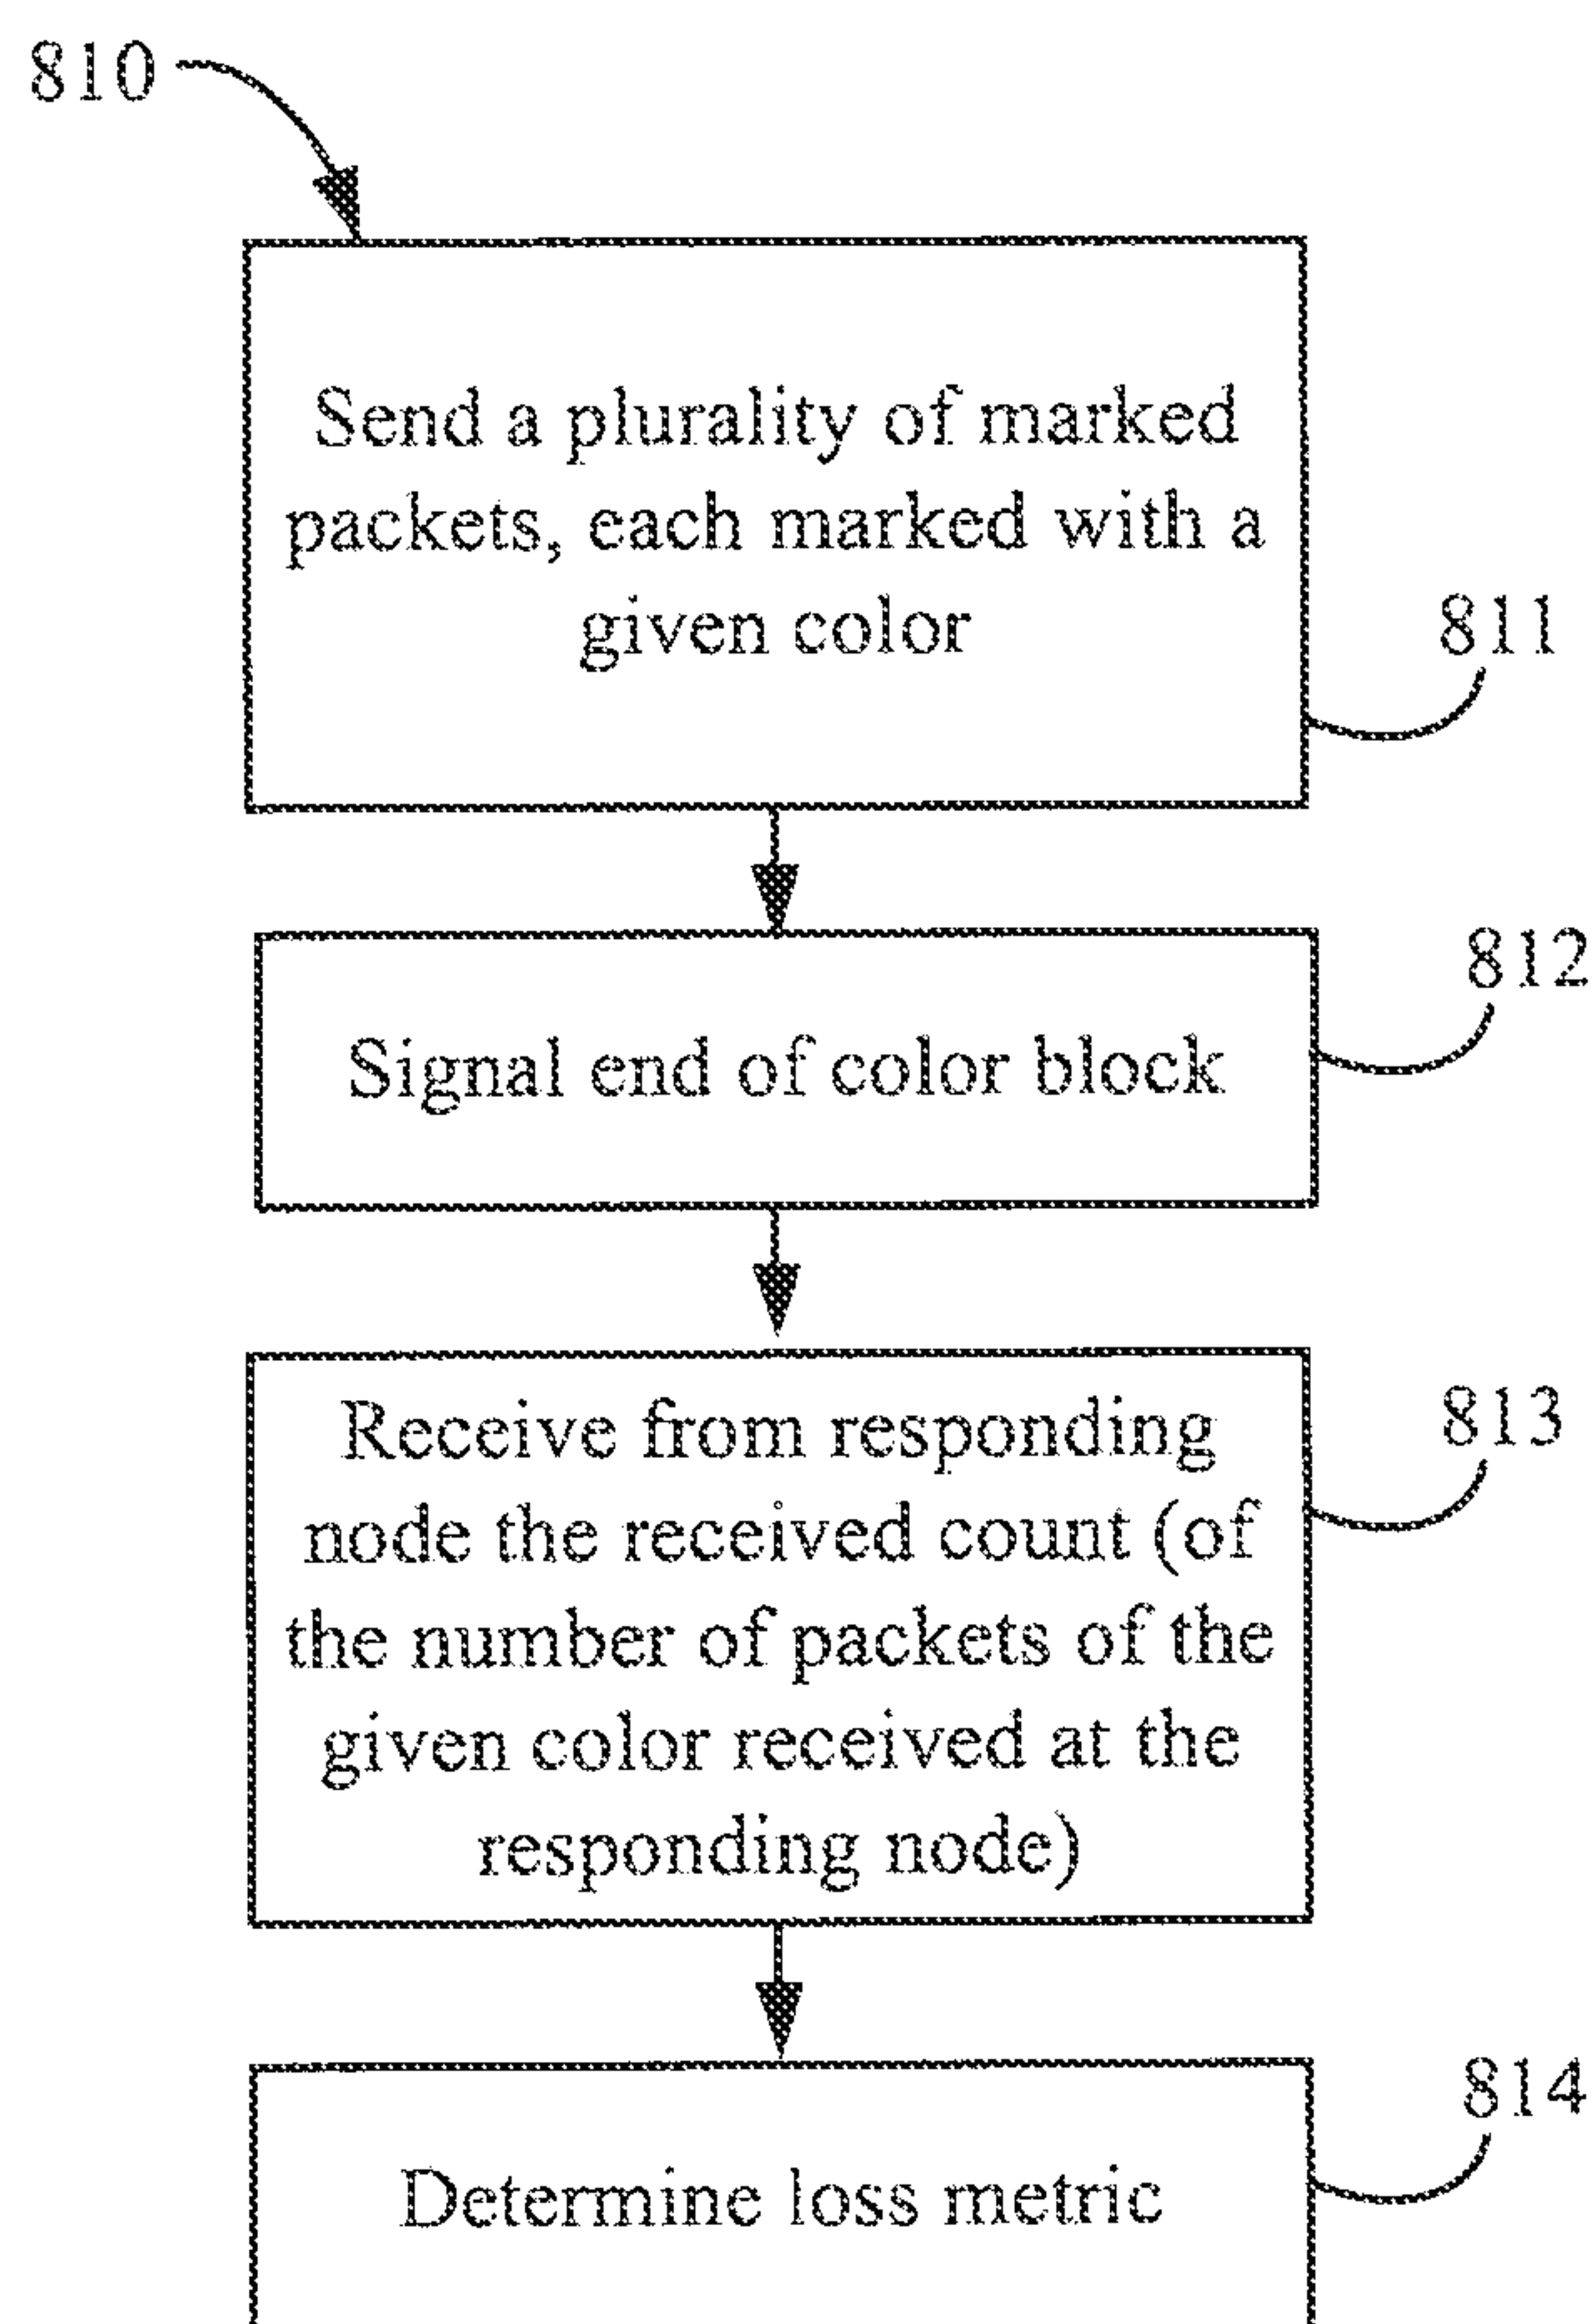 810
Send a plurality of marked
packets, each marked with a
given color
811
812
Signal end of color block
Receive from responding
813
node the received count (of
the number of packets of the
given color received at the
responding node)
814
Determine loss metric